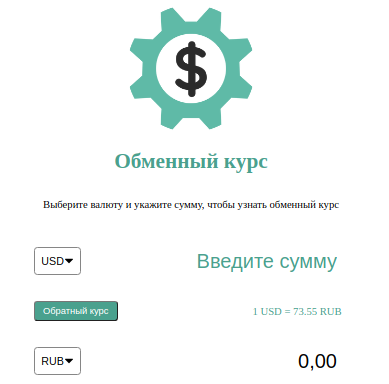 $
Обменный курс
Выберите валюту и укажите сумму, чтобы узнать обменный курс
USD
Введите сумму
Обратный курс
1 USD = 73.55 RUB
RUB
0,00